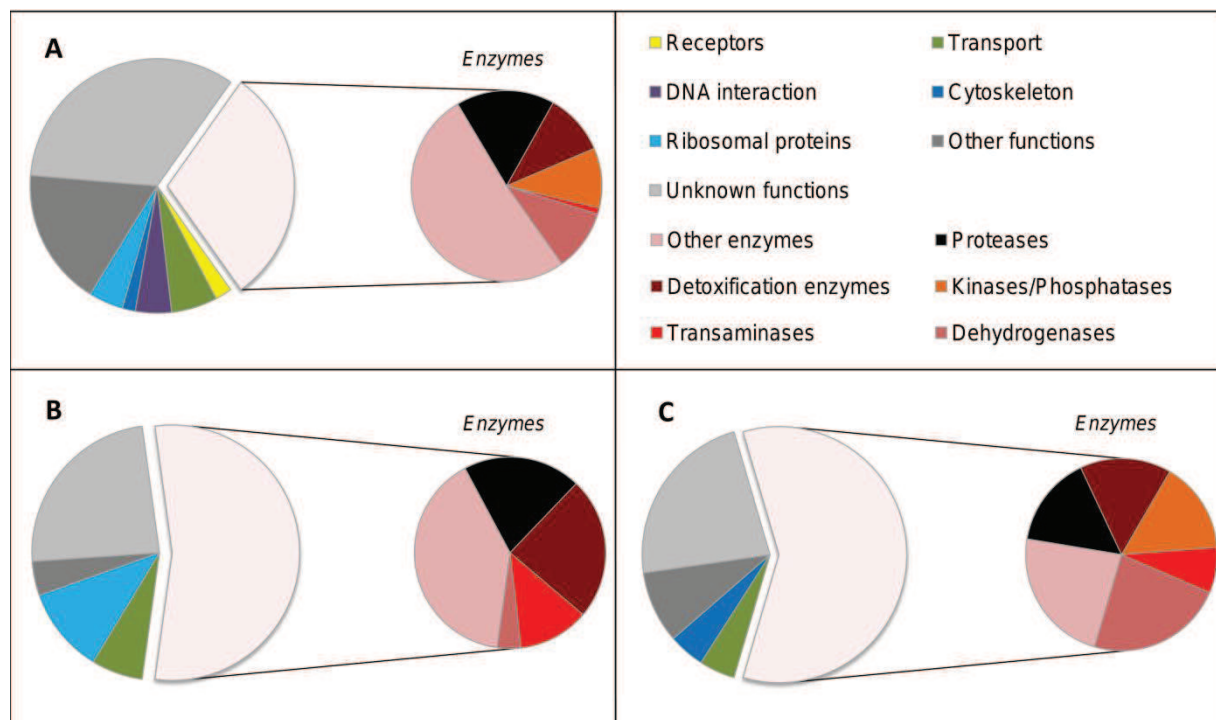 A
Enzymes
Receptors
Transport
DNA interaction
Cytoskeleton
Ribosomal proteins
Other functions
Unknown functions
Other enzymes
Proteases
Detoxification enzymes
Kinases/Phosphatases
Transaminases
Dehydrogenases
B
Enzymes
C
Enzymes